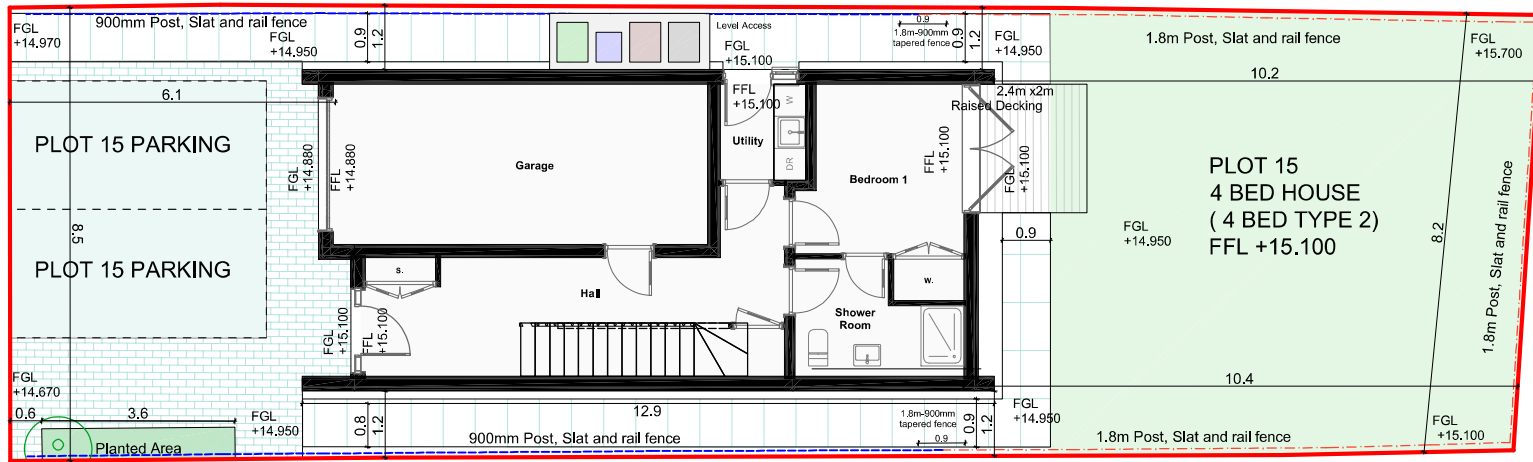 FGL
+14.970
900mm Post, Slat and rail fence
FGL
+14.950
0.9
1.2
Level Access
FGL
+15.100
0.9
1.8m-900mm
tapered fence
0.9
1.2
FGL
+14.950
1.8m Post, Slat and rail fence
FGL
+15.700
6.1
10.2
PLOT 15 PARKING
PLOT 15 PARKING
8.5
FGL
+14.880
FFL
+14.880
Garage
FFL
+15.100
Utility
W
DR
Bedroom 1
FFL
+15.100
2.4m x2m
Raised Decking
FGL
+15.100
0.9
FGL
+14.950
PLOT 15
4 BED HOUSE
( 4 BED TYPE 2)
FFL +15.100
8.2
1.8m Post, Slat and rail fence
S.
Hall
W.
Shower
Room
FGL
+15.100
FFL
+15.100
FGL
+14.670
0.6
3.6
Planted Area
FGL
+14.950
0.8
1.2
12.9
900mm Post, Slat and rail fence
1.8m-900mm
tapered fence
0.9
0.9
1.2
FGL
+14.950
10.4
1.8m Post, Slat and rail fence
FGL
+15.100